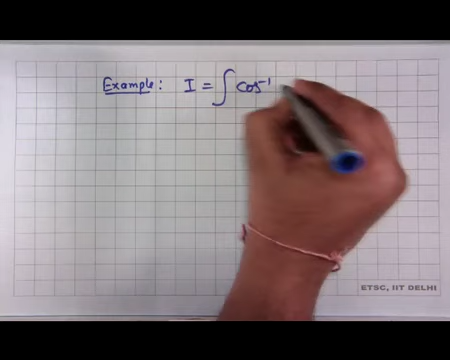 Example: I = ∫ cos⁻¹
ETSC, IIT DELHI